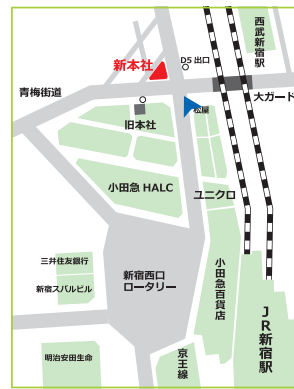 西武新宿駅
新本社
D5 出口
青梅街道
大ガード
松屋
旧本社
小田急 HALC
ユニクロ
三井住友銀行
新宿スバルビル
新宿西口
ロータリー
小田急百貨店
JR新宿駅
明治安田生命
京王線